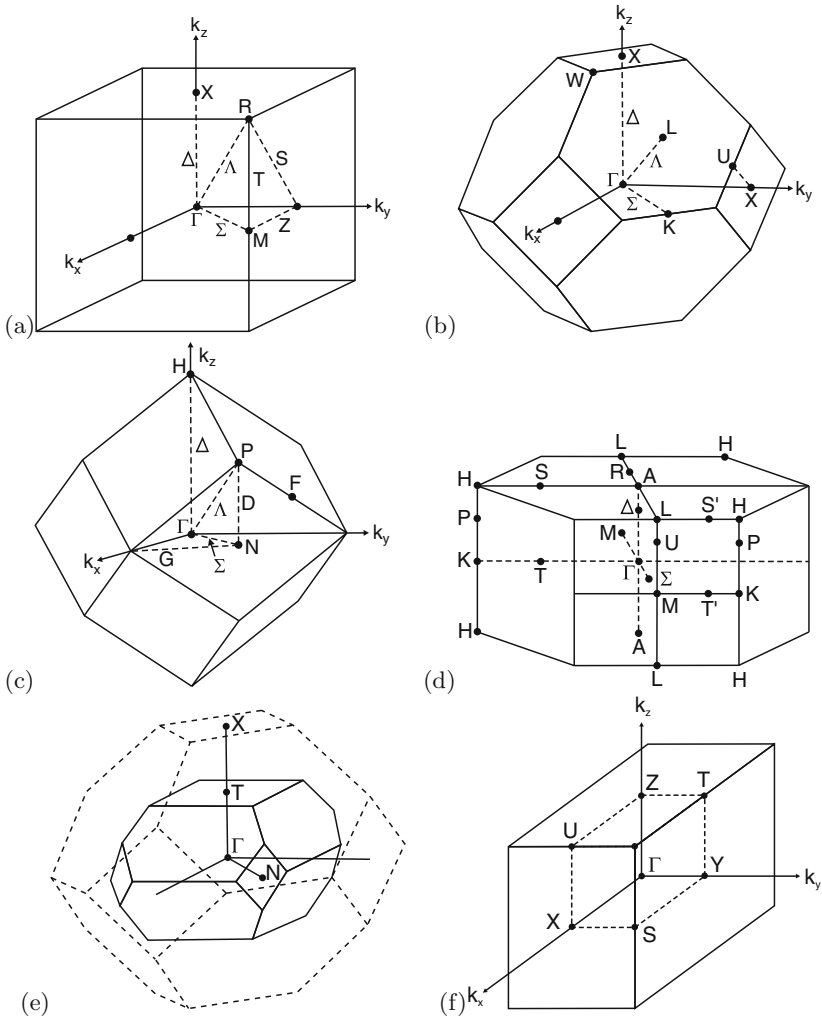 k_z
X
R
Δ
Λ
S
T
Γ
Σ
M
Z
k_y
k_x
(a)
k_z
X
W
Δ
L
Λ
U
Γ
X
k_y
Σ
K
k_x
(b)
k_z
H
Δ
P
F
Λ
D
Γ
k_y
k_x
G
N
Σ
(c)
L
H
R
A
H
S
Δ
L
S'
H
P
M
U
P
K
T
Γ
Σ
M
T'
K
H
A
L
H
(d)
X
T
Γ
N
(e)
k_z
Z
T
U
Γ
Y
k_y
X
S
k_x
(f)